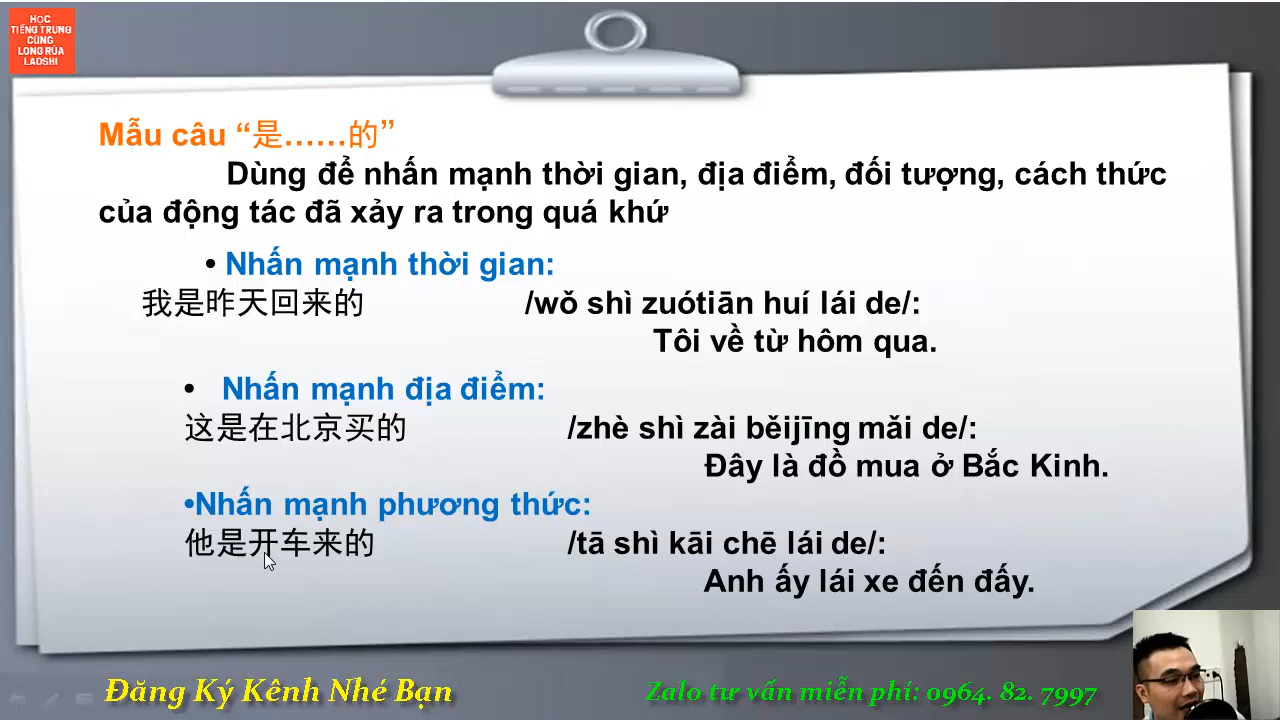 HỌC
TIẾNG TRUNG
CÙNG
LONG RÙA
LADSHI
Mẫu câu “是……的”
Dùng để nhấn mạnh thời gian, địa điểm, đối tượng, cách thức
của động tác đã xảy ra trong quá khứ
• Nhấn mạnh thời gian:
我是昨天回来的 /wǒ shì zuótiān huí lái de/:
Tôi về từ hôm qua.
• Nhấn mạnh địa điểm:
这是在北京买的 /zhè shì zài běijīng mǎi de/:
Đây là đồ mua ở Bắc Kinh.
•Nhấn mạnh phương thức:
他是开车来的 /tā shì kāi chē lái de/:
Anh ấy lái xe đến đấy.
Đăng Ký Kênh Nhé Bạn
Zalo tư vấn miễn phí: 0964. 82. 7997